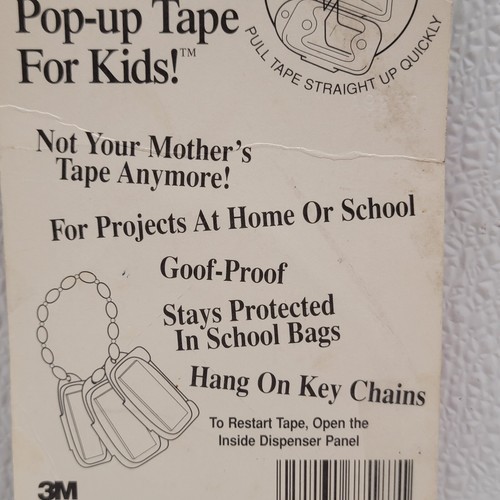 Pop-up Tape
For Kids!™
PULL TAPE STRAIGHT UP QUICKLY
Not Your Mother's
Tape Anymore!
For Projects At Home Or School
Goof-Proof
Stays Protected
In School Bags
Hang On Key Chains
To Restart Tape, Open the
Inside Dispenser Panel
3M